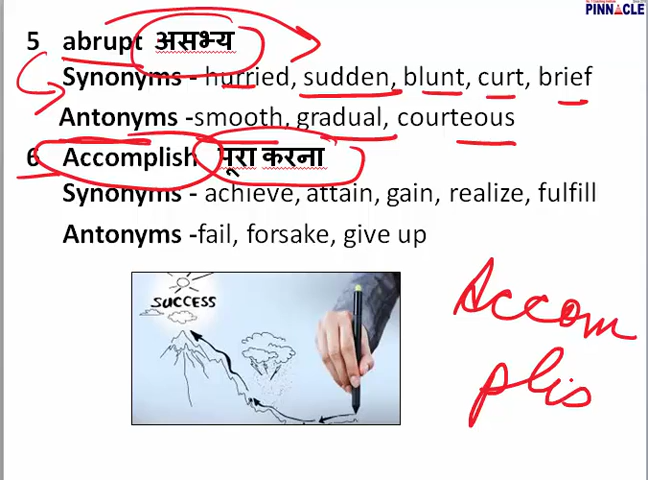 PINNACLE
5 abrupt असभ्य
Synonyms - hurried, sudden, blunt, curt, brief
Antonyms -smooth, gradual, courteous
6 Accomplish पूरा करना
Synonyms - achieve, attain, gain, realize, fulfill
Antonyms -fail, forsake, give up
SUCCESS
Accom
plis